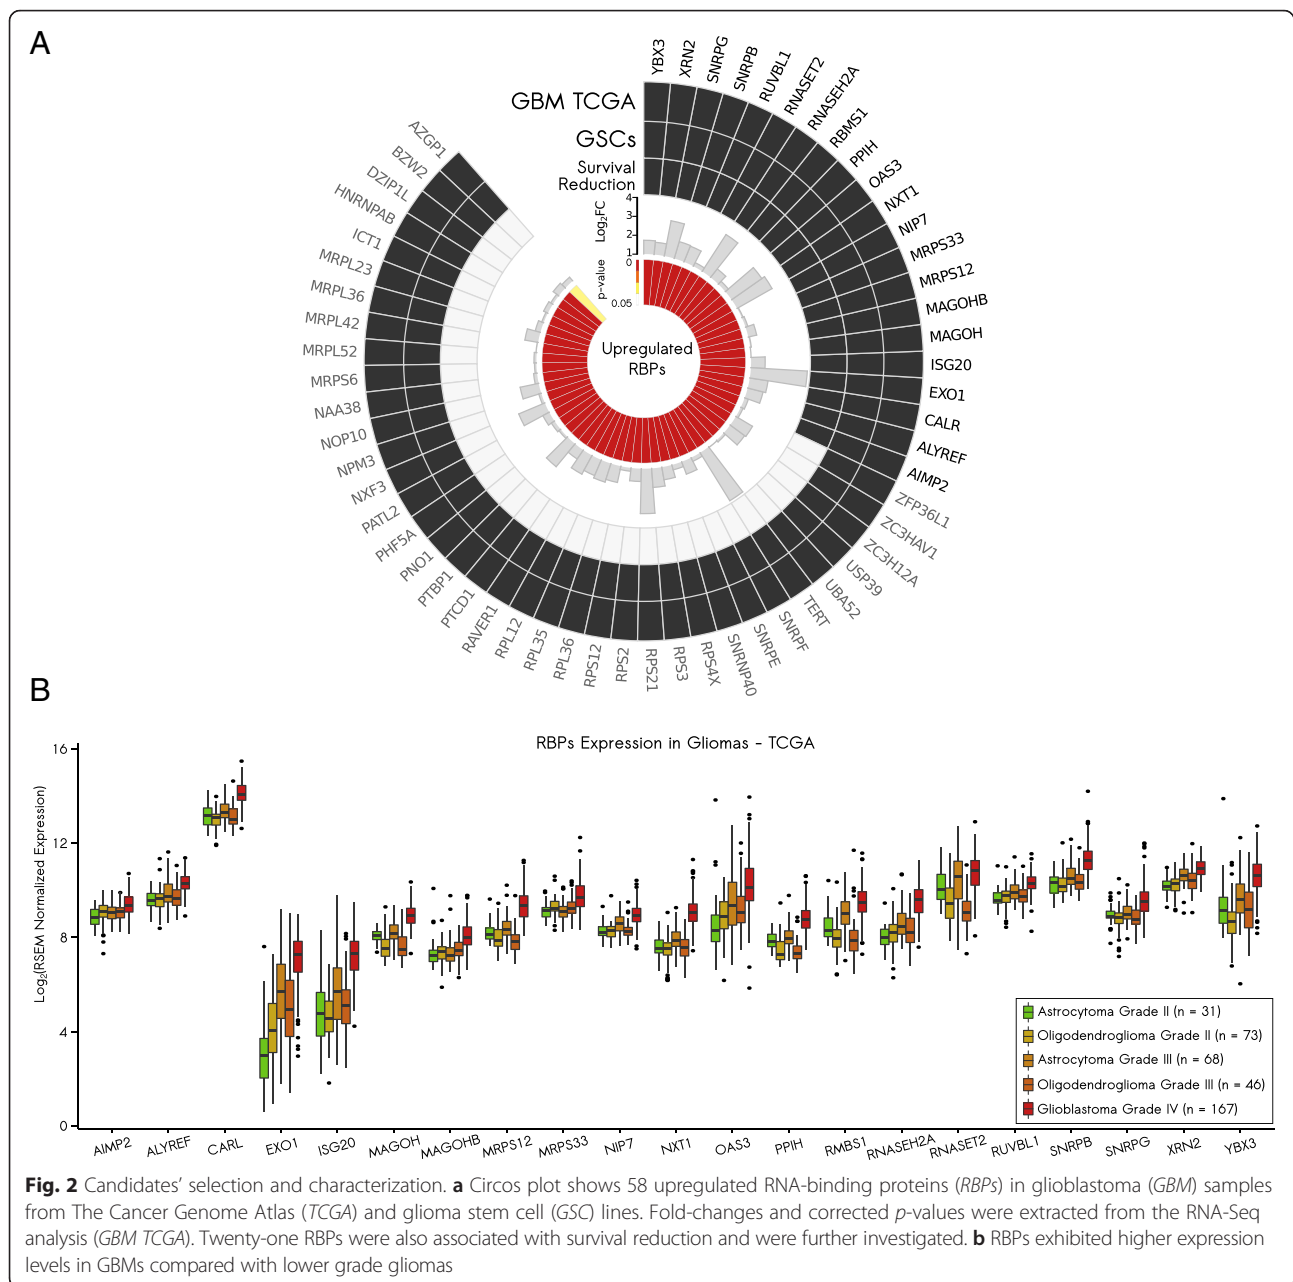 A
GBM TCGA
GSCs
Survival
Reduction
Log2FC
4
3
2
1
p-value
0
0.05
Upregulated
RBPs
YBX3
XRN2
SNRPG
SNRPB
RUVBL1
RNASET2
RNASEH2A
RBMS1
PPIH
OAS3
NXT1
NIP7
MRPS33
MRPS12
MAGOHB
MAGOH
ISG20
EXO1
CALR
ALYREF
AIMP2
ZFP36L1
ZC3HAV1
ZC3H12A
USP39
UBA52
TERT
SNRPF
SNRPE
SNRNP40
RPS4X
RPS3
RPS21
RPS2
RPS12
RPL36
RPL35
RPL12
RAVER1
PTCD1
PTBP1
PNO1
PHF5A
PATL2
NXF3
NPM3
NOP10
NAA38
MRPS6
MRPL52
MRPL42
MRPL36
MRPL23
ICT1
HNRNPAB
DZIP1L
BZW2
AZGP1
B
RBPs Expression in Gliomas - TCGA
Log2(RSEM Normalized Expression)
16
12
8
4
0
Astrocytoma Grade II (n = 31)
Oligodendroglioma Grade II (n = 73)
Astrocytoma Grade III (n = 68)
Oligodendroglioma Grade III (n = 46)
Glioblastoma Grade IV (n = 167)
AIMP2 ALYREF CARL EXO1 ISG20 MAGOH MAGOHB MRPS12 MRPS33 NIP7 NXT1 OAS3 PPIH RMBS1 RNASEH2A RNASET2 RUVBL1 SNRPB SNRPG XRN2 YBX3
Fig. 2 Candidates' selection and characterization. a Circos plot shows 58 upregulated RNA-binding proteins (RBPs) in glioblastoma (GBM) samples
from The Cancer Genome Atlas (TCGA) and glioma stem cell (GSC) lines. Fold-changes and corrected p-values were extracted from the RNA-Seq
analysis (GBM TCGA). Twenty-one RBPs were also associated with survival reduction and were further investigated. b RBPs exhibited higher expression
levels in GBMs compared with lower grade gliomas